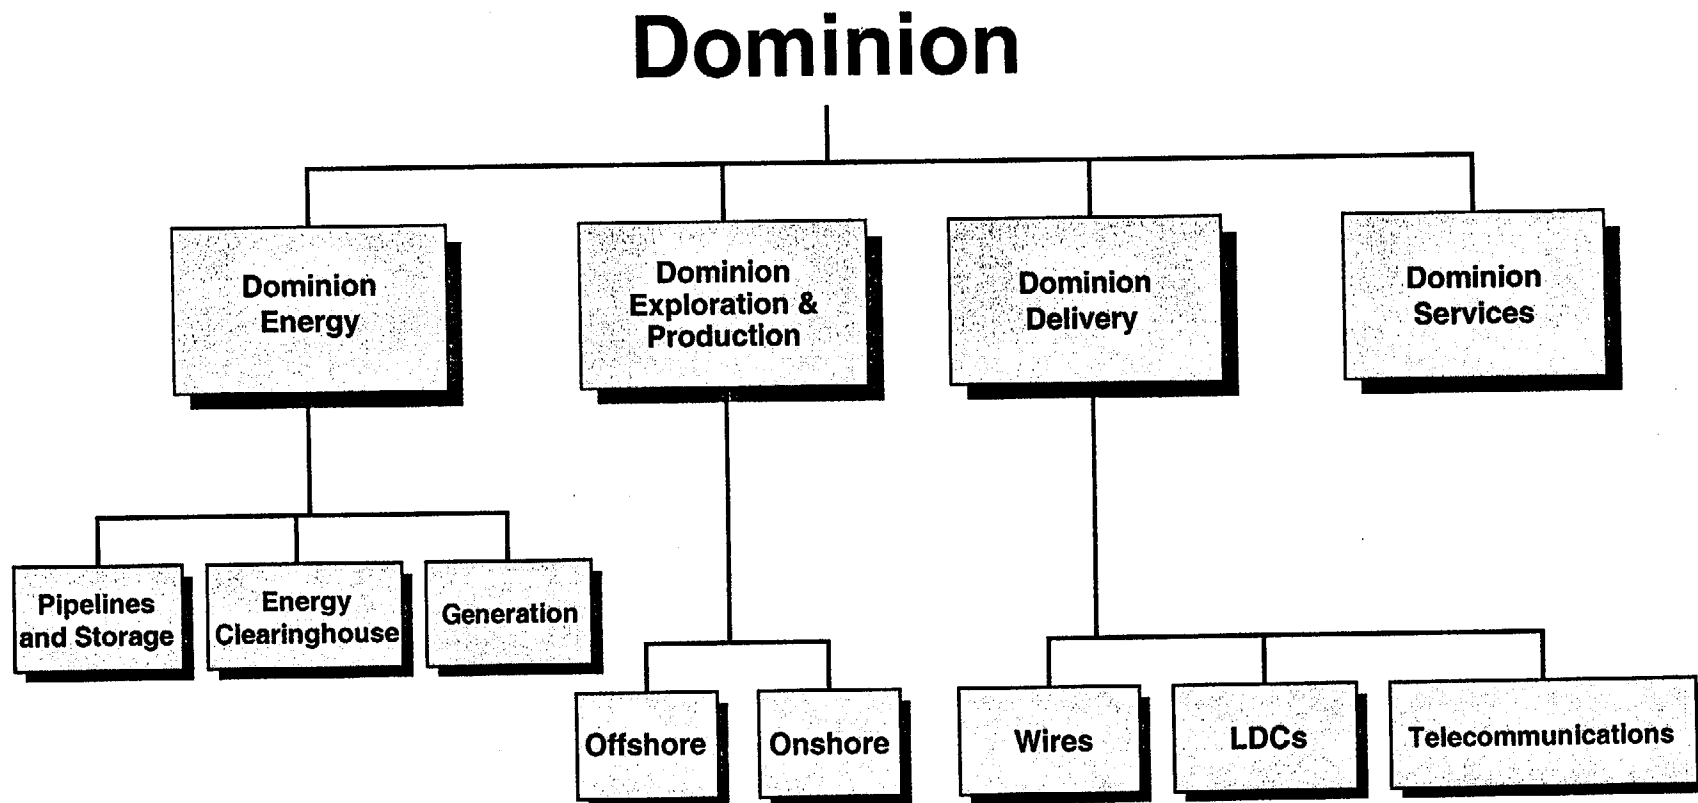 Dominion
Dominion
Energy
Dominion
Exploration &
Production
Dominion
Delivery
Dominion
Services
Pipelines
and Storage
Energy
Clearinghouse
Generation
Offshore
Onshore
Wires
LDCs
Telecommunications